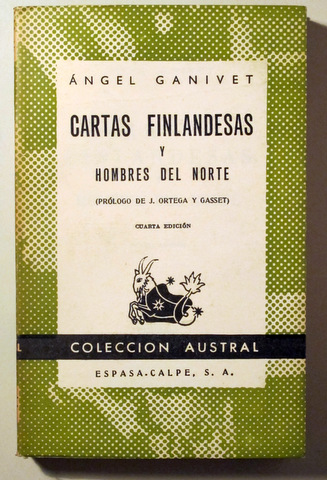 ÁNGEL GANIVET
CARTAS FINLANDESAS
Y
HOMBRES DEL NORTE
(PRÓLOGO DE J. ORTEGA Y GASSET)
CUARTA EDICIÓN
L COLECCION AUSTRAL
ESPASA-CALPE, S. A.